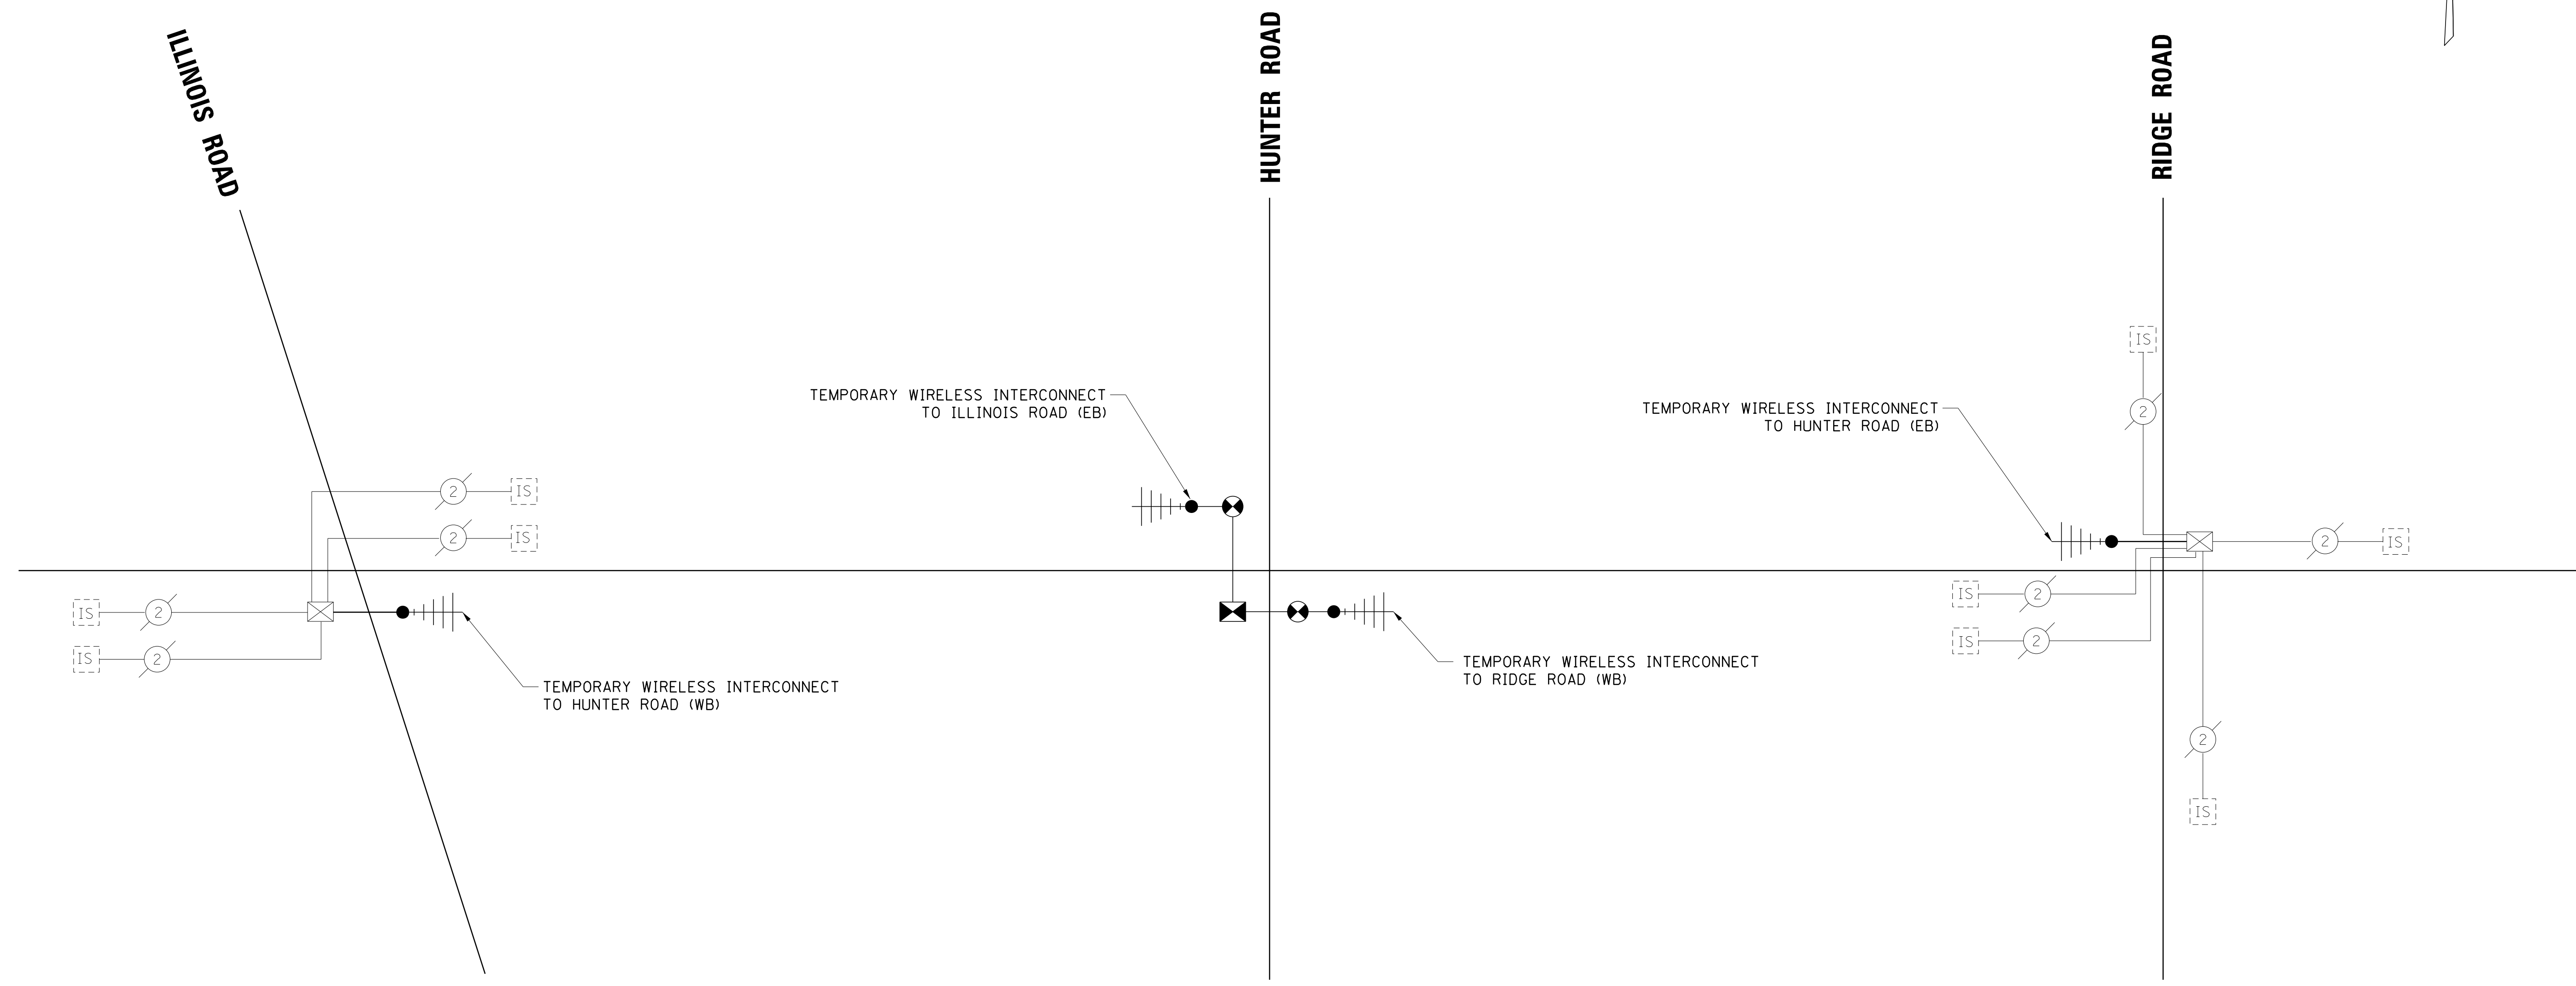 ILLINOIS ROAD
HUNTER ROAD
RIDGE ROAD
IS
2
TEMPORARY WIRELESS INTERCONNECT
TO ILLINOIS ROAD (EB)
TEMPORARY WIRELESS INTERCONNECT
TO HUNTER ROAD (EB)
2 IS
2 IS
2 IS
IS 2
IS 2
IS 2
IS 2
TEMPORARY WIRELESS INTERCONNECT
TO HUNTER ROAD (WB)
TEMPORARY WIRELESS INTERCONNECT
TO RIDGE ROAD (WB)
2
IS